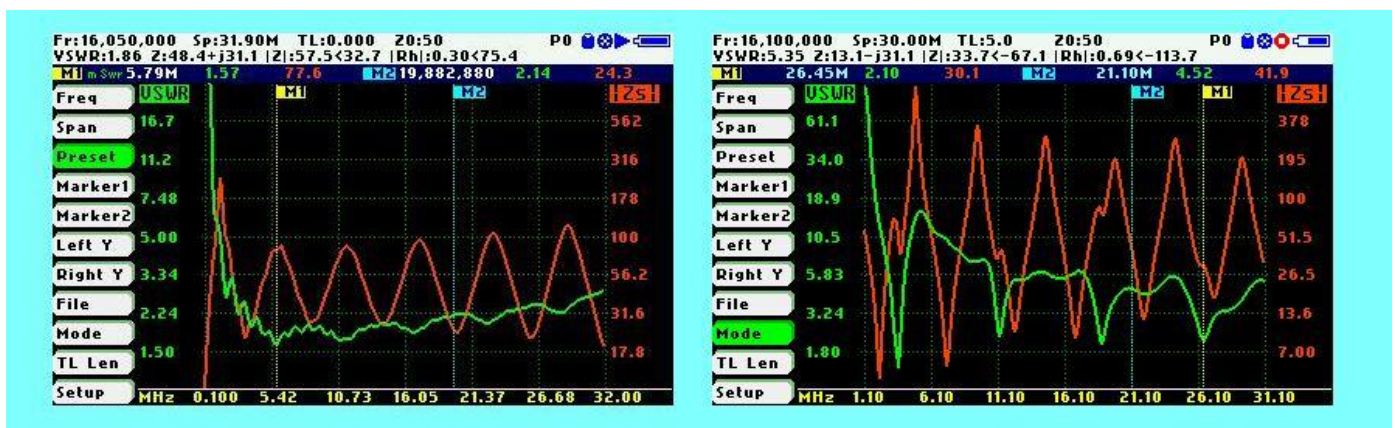 Fr:16,050,000 Sp:31.90M TL:0.000 Z0:50 P0
VSWR:1.86 Z:48.4+j31.1 |Z|:57.5<32.7 |Rh|:0.30<75.4
M1 m Swr 5.79M 1.57 77.6 M2 19,882,880 2.14 24.3
Freq VSWR M1 M2 |Zs|
Span 16.7 562
Preset 11.2 316
Marker1 7.48 178
Marker2
Left Y 5.00 100
Right Y 3.34 56.2
File 2.24 31.6
Mode
TL Len 1.50 17.8
Setup MHz 0.100 5.42 10.73 16.05 21.37 26.68 32.00
Fr:16,100,000 Sp:30.00M TL:5.0 Z0:50 P0
VSWR:5.35 Z:13.1-j31.1 |Z|:33.7<-67.1 |Rh|:0.69<-113.7
M1 26.45M 2.10 30.1 M2 21.10M 4.52 41.9
Freq VSWR M2 M1 |Zs|
Span 61.1 378
Preset 34.0 195
Marker1 18.9 100
Marker2
Left Y 10.5 51.5
Right Y 5.83 26.5
File 3.24 13.6
Mode
TL Len 1.80 7.00
Setup MHz 1.10 6.10 11.10 16.10 21.10 26.10 31.10